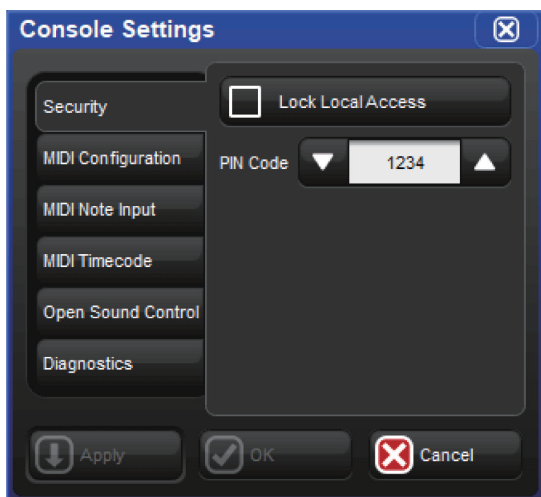 Console Settings
Security
Lock Local Access
MIDI Configuration
PIN Code 1234
MIDI Note Input
MIDI Timecode
Open Sound Control
Diagnostics
Apply OK Cancel